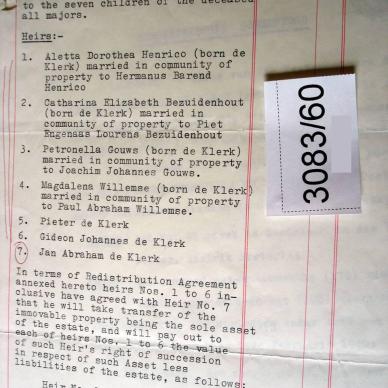 to the seven children of the deceased
all majors.
Heirs:-
1. Aletta Dorothea Henrico (born de
Klerk) married in community of
property to Hermanus Barend
Henrico
2. Catharina Elizabeth Bezuidenhout
(born de Klerk) married in
community of property to Piet
Engenaas Lourens Bezuidenhout
3. Petronella Gouws (born de Klerk)
married in community of property
to Joachim Johannes Gouws.
4. Magdalena Willemse (born de Klerk)
married in community of property
to Paul Abraham Willemse.
5. Pieter de Klerk
6. Gideon Johannes de Klerk
7. Jan Abraham de Klerk
In terms of Redistribution Agreement
annexed hereto heirs Nos. 1 to 6 in-
clusive have agreed with Heir No. 7
that he will take transfer of the
immovable property being the sole asset
of the estate, and will pay out to
each of heirs Nos. 1 to 6 the value
of such Heir's right of succession
in respect of such Asset less
liabilities of the estate, as follows:
3083/60